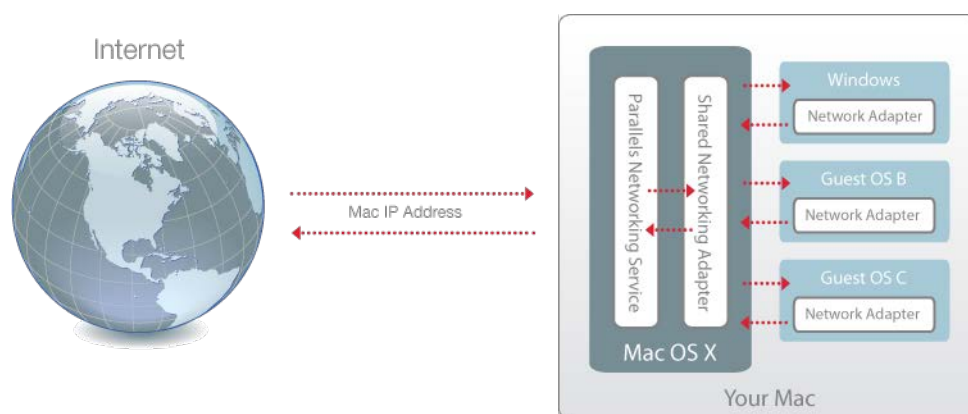 Internet
Mac IP Address
Parallels Networking Service
Shared Networking Adapter
Mac OS X
Windows
Network Adapter
Guest OS B
Network Adapter
Guest OS C
Network Adapter
Your Mac